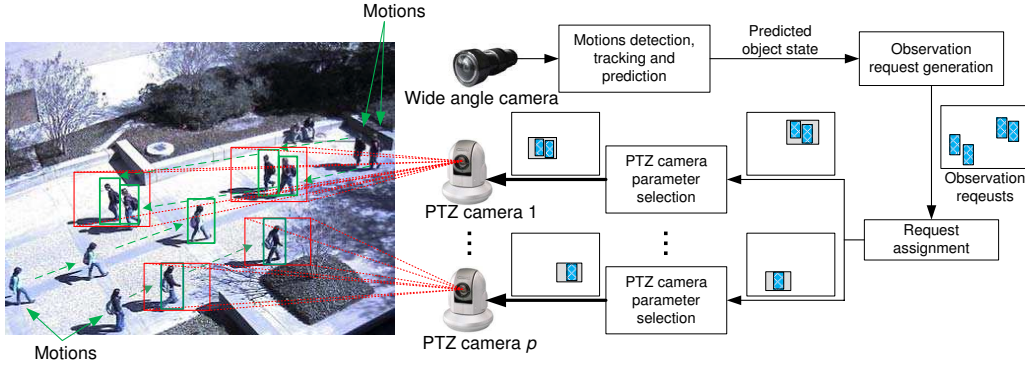 Motions
Wide angle camera
Motions detection,
tracking and
prediction
Predicted
object state
Observation
request generation
Observation
reqeusts
PTZ camera 1
PTZ camera
parameter
selection
Request
assignment
PTZ camera p
PTZ camera
parameter
selection
Motions